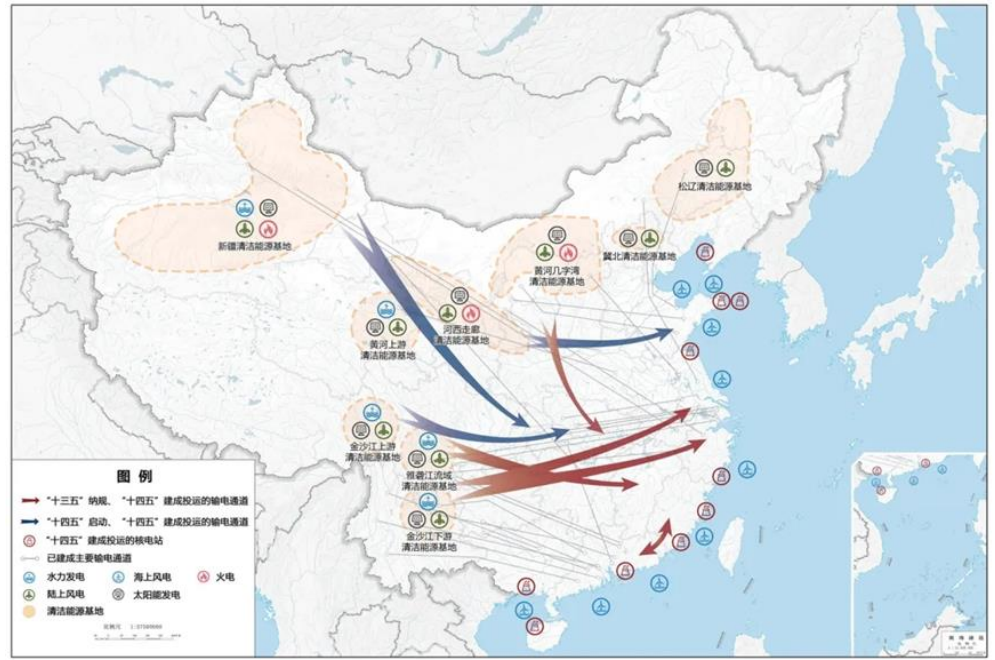 松辽清洁能源基地
新疆清洁能源基地
冀北清洁能源基地
黄河几字湾
清洁能源基地
河西走廊
清洁能源基地
黄河上游
清洁能源基地
金沙江上游
清洁能源基地
雅砻江流域
清洁能源基地
金沙江下游
清洁能源基地
图例
“十三五”纳规、“十四五”建成投运的输电通道
“十四五”启动、“十四五”建成投运的输电通道
“十四五”建成投运的核电站
已建成主要输电通道
水力发电 海上风电 火电
陆上风电 太阳能发电
清洁能源基地